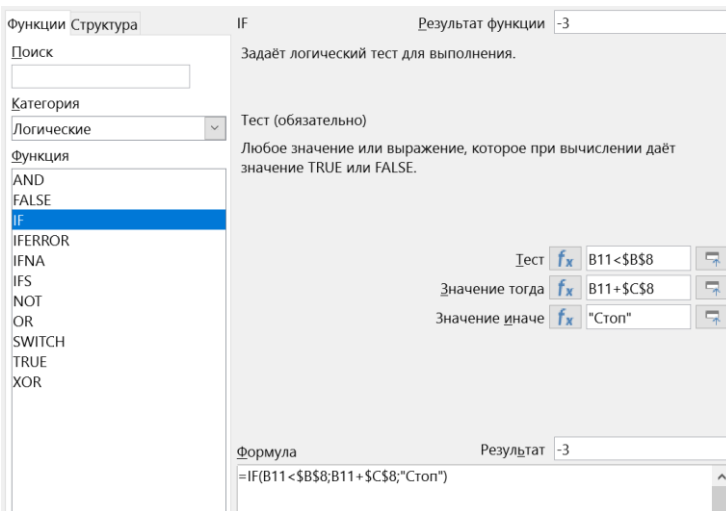 Функции Структура
Поиск
Категория
Логические
Функция
AND
FALSE
IF
IFERROR
IFNA
IFS
NOT
OR
SWITCH
TRUE
XOR
IF Результат функции -3
Задаёт логический тест для выполнения.
Тест (обязательно)
Любое значение или выражение, которое при вычислении даёт
значение TRUE или FALSE.
Тест fx B11<$B$8
Значение тогда fx B11+$C$8
Значение иначе fx "Стоп"
Формула Результат -3
=IF(B11<$B$8;B11+$C$8;"Стоп")